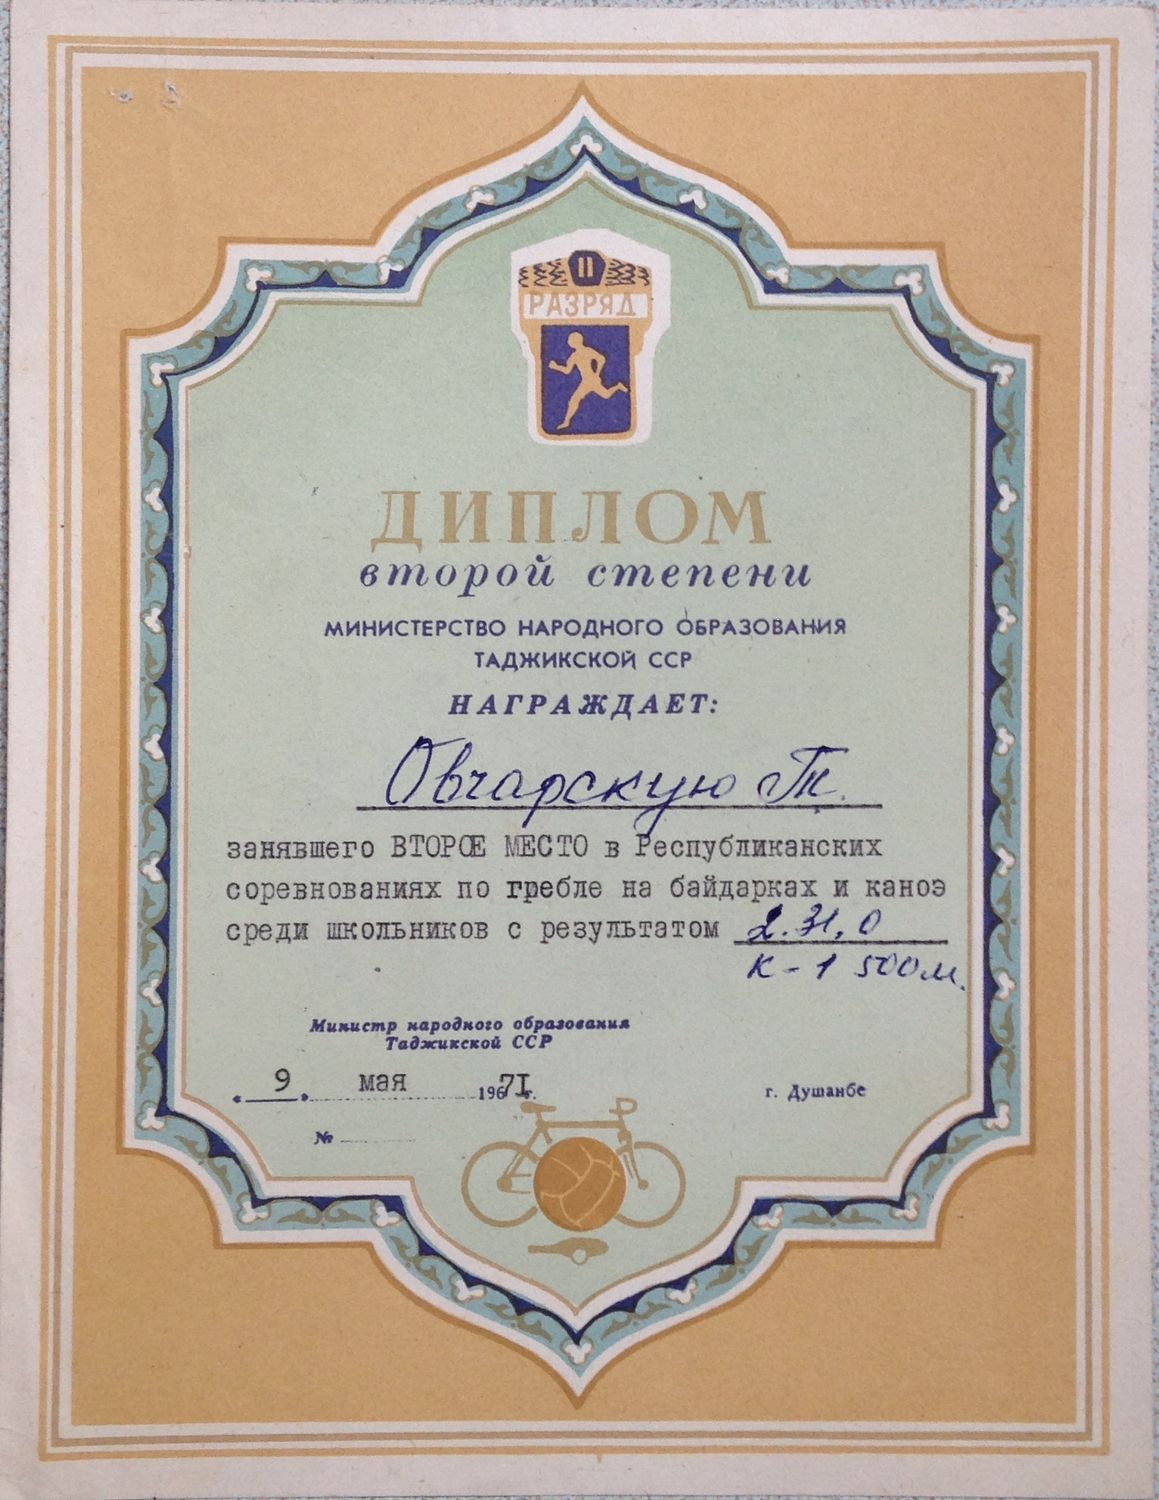 II
РАЗРЯД
ДИПЛОМ
второй степени
МИНИСТЕРСТВО НАРОДНОГО ОБРАЗОВАНИЯ
ТАДЖИКСКОЙ ССР
НАГРАЖДАЕТ:
Овчарскую Т.
занявшего ВТОРОЕ МЕСТО в Республиканских
соревнованиях по гребле на байдарках и каноэ
среди школьников с результатом 2.31,0
К-1 500м.
Министр народного образования
Таджикской ССР
« 9 » мая 1971г. г. Душанбе
№